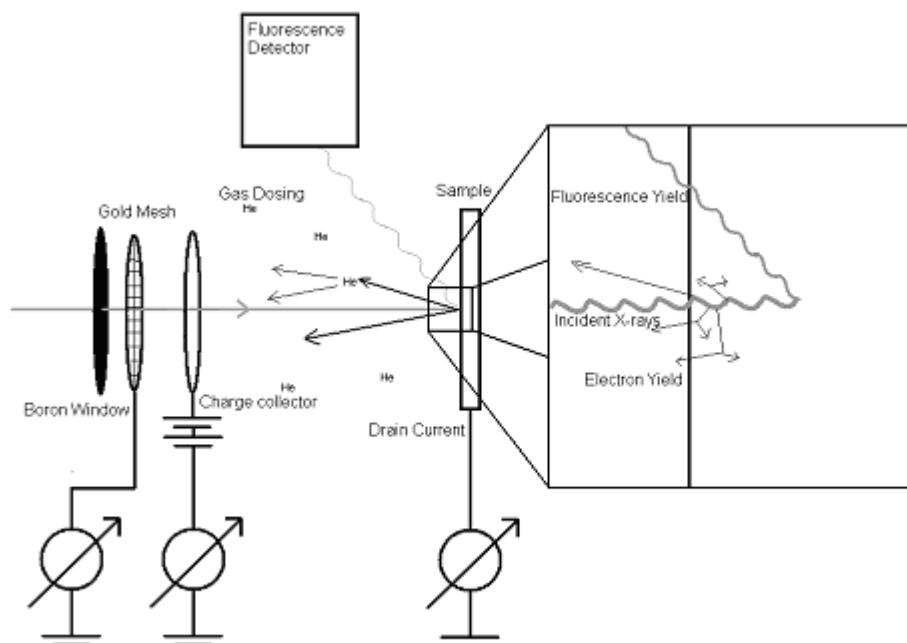 Fluorescence
Detector
Gas Dosing
He
Sample
Gold Mesh
Fluorescence Yield
He
He
Incident X-rays
He
He
Electron Yield
Boron Window
Charge collector
Drain Current